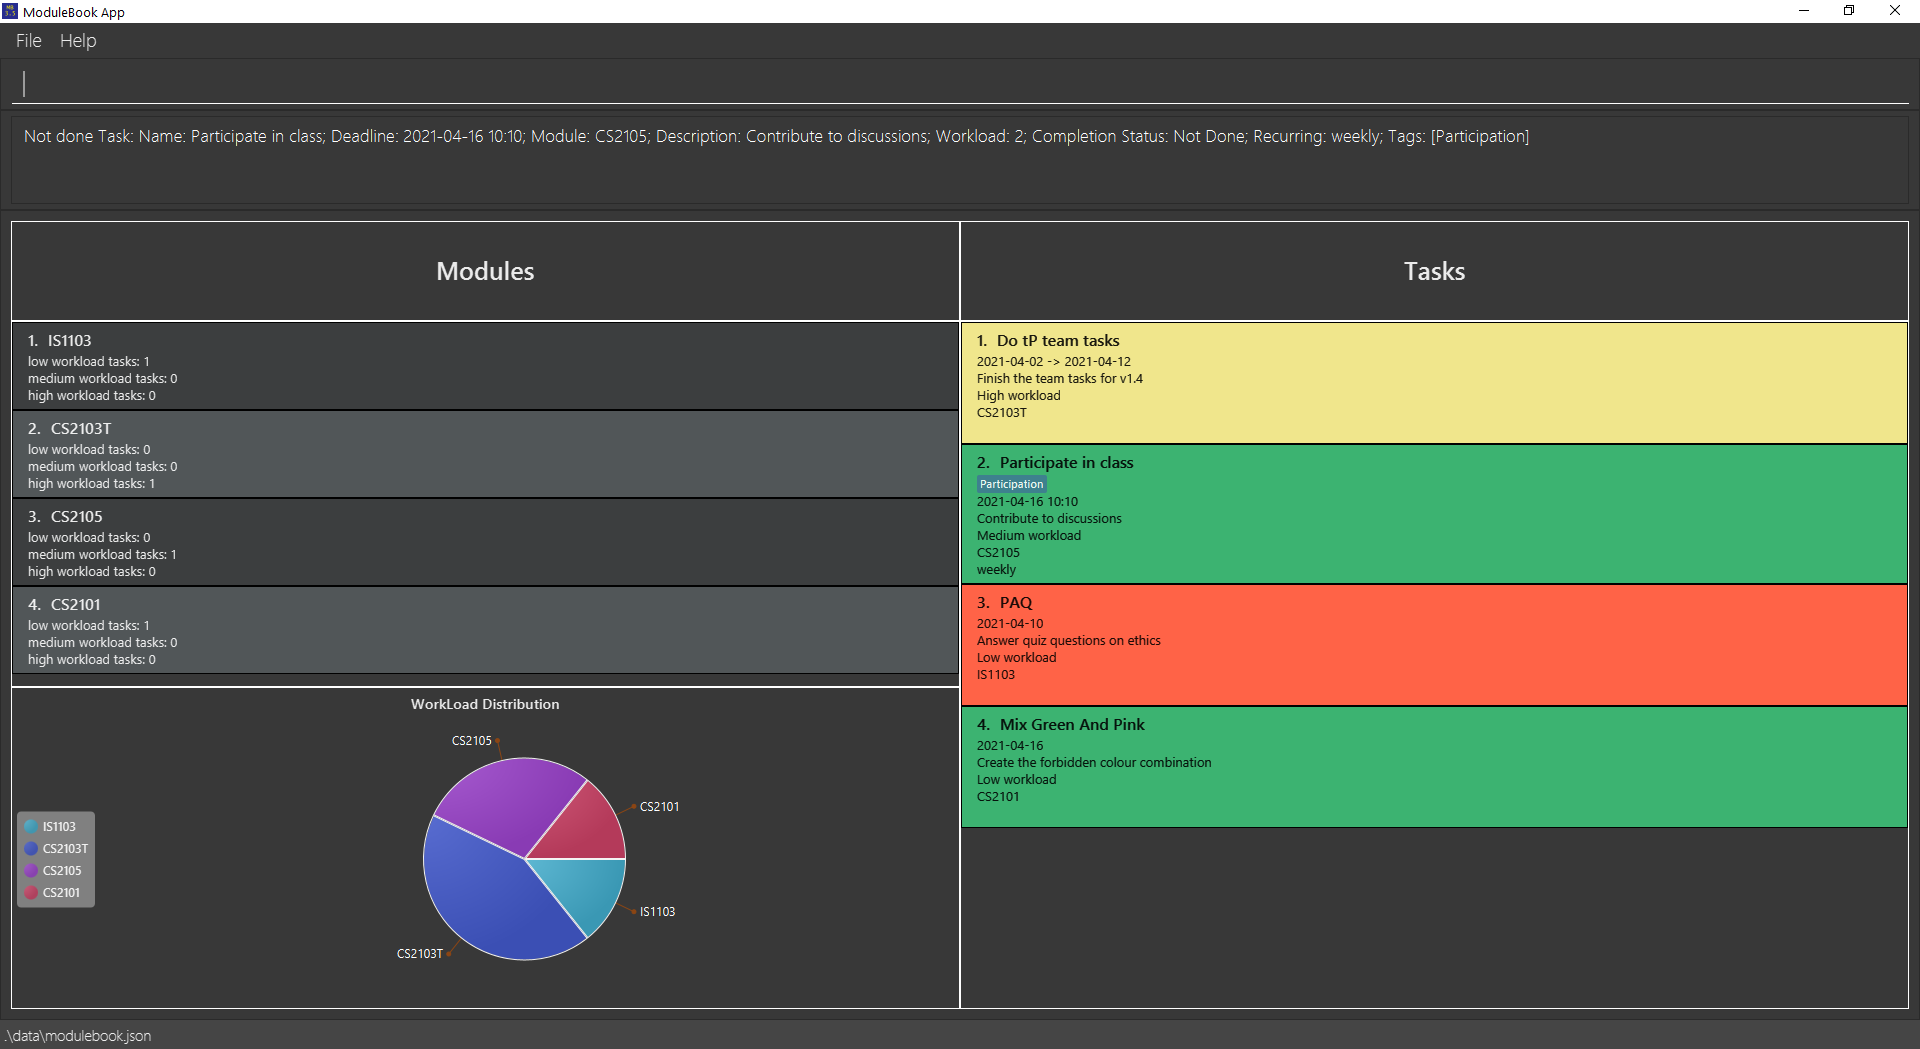 ModuleBook App
File Help
Not done Task: Name: Participate in class; Deadline: 2021-04-16 10:10; Module: CS2105; Description: Contribute to discussions; Workload: 2; Completion Status: Not Done; Recurring: weekly; Tags: [Participation]
Modules
1. IS1103
low workload tasks: 1
medium workload tasks: 0
high workload tasks: 0
2. CS2103T
low workload tasks: 0
medium workload tasks: 0
high workload tasks: 1
3. CS2105
low workload tasks: 0
medium workload tasks: 1
high workload tasks: 0
4. CS2101
low workload tasks: 1
medium workload tasks: 0
high workload tasks: 0
WorkLoad Distribution
CS2105
CS2101
IS1103
CS2103T
IS1103
CS2103T
CS2105
CS2101
Tasks
1. Do tP team tasks
2021-04-02 -> 2021-04-12
Finish the team tasks for v1.4
High workload
CS2103T
2. Participate in class
Participation
2021-04-16 10:10
Contribute to discussions
Medium workload
CS2105
weekly
3. PAQ
2021-04-10
Answer quiz questions on ethics
Low workload
IS1103
4. Mix Green And Pink
2021-04-16
Create the forbidden colour combination
Low workload
CS2101
.\data\modulebook.json